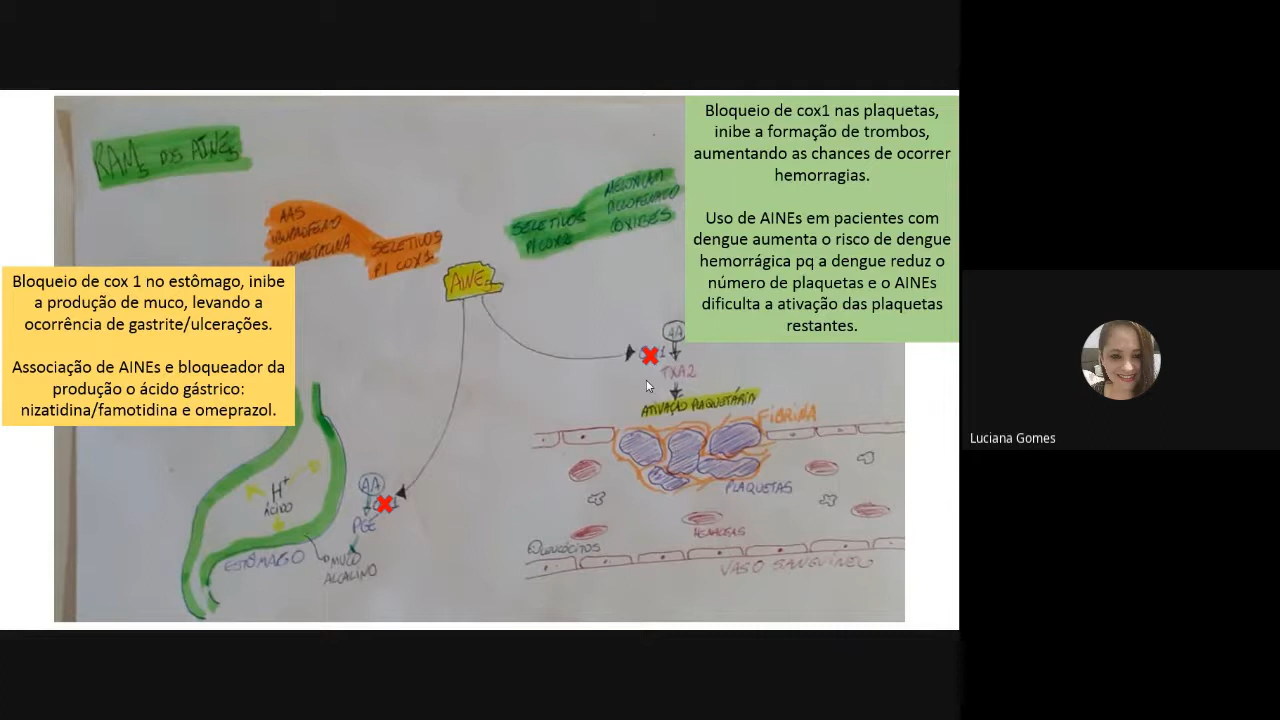 RAMs DOS AINEs
AAS
IBUPROFENO
INDOMETACINA
SELETIVOS
P/ COX1
SELETIVOS
P/ COX2
MELOXICAM
DICLOFENACO
COXIBES
AINEs
Bloqueio de cox1 nas plaquetas,
inibe a formação de trombos,
aumentando as chances de ocorrer
hemorragias.
Uso de AINEs em pacientes com
dengue aumenta o risco de dengue
hemorrágica pq a dengue reduz o
número de plaquetas e o AINEs
dificulta a ativação das plaquetas
restantes.
Bloqueio de cox 1 no estômago, inibe
a produção de muco, levando a
ocorrência de gastrite/ulcerações.
Associação de AINEs e bloqueador da
produção o ácido gástrico:
nizatidina/famotidina e omeprazol.
AA
TXA2
ATIVAÇÃO PLAQUETÁRIA
FIBRINA
PLAQUETAS
HEMÁCIAS
LEUCÓCITOS
VASO SANGUÍNEO
H+
ÁCIDO
AA
PGE
MUCO
ALCALINO
ESTÔMAGO
Luciana Gomes